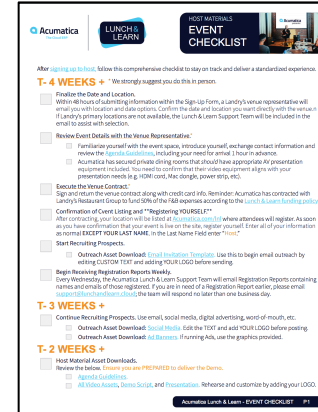 Acumatica
The Cloud ERP
LUNCH &
LEARN
HOST MATERIALS
EVENT
CHECKLIST
Acumatica
After signing up to host, follow this comprehensive checklist to stay on track and deliver a standardized experience.
T- 4 WEEKS + * We strongly suggest you do this in person.
Finalize the Date and Location.
Within 48 hours of submitting information within the Sign-Up Form, a Landry's venue representative will
email you with location and date options. Confirm the date and location you want directly with the venue.
If Landry's primary locations are not available, the Lunch & Learn Support Team will be included in the
email to assist with selection.
Review Event Details with the Venue Representative.*
Familiarize yourself with the event space, introduce yourself, exchange contact information and
review the Agenda Guidelines, including your need for arrival 1 hour in advance.
Acumatica has secured private dining rooms that should have appropriate AV presentation
equipment included. You need to confirm that their video equipment aligns with your
presentation needs (e.g. HDMI cord, Mac dongle, power strip, etc).
Execute the Venue Contract.*
Sign and return the venue contract along with credit card info. Reminder: Acumatica has contracted with
Landry's Restaurant Group to fund 50% of the F&B expenses according to the Lunch & Learn funding policy
Confirmation of Event Listing and **Registering YOURSELF**
After contracting, your location will be listed at Acumatica.com/lnl where attendees will register. As soon
as you have confirmation that your event is live on the site, register yourself. Enter all of your information
as normal EXCEPT YOUR LAST NAME. In the Last Name field enter "Host."
Start Recruiting Prospects.
Outreach Asset Download: Email Invitation Template. Use this to begin email outreach by
editing CUSTOM TEXT and adding YOUR LOGO before sending.
Begin Receiving Registration Reports Weekly.
Every Wednesday, the Acumatica Lunch & Learn Support Team will email Registration Reports containing
names and emails of those registered. If you are in need of a Registration Report earlier, please email
support@lunchandlearn.cloud; the team will respond no later than one business day.
T- 3 WEEKS +
Continue Recruiting Prospects. Use email, social media, digital advertising, word-of-mouth, etc.
Outreach Asset Download: Social Media. Edit the TEXT and add YOUR LOGO before posting.
Outreach Asset Download: Ad Banners. If running Ads, use the graphics provided.
T- 2 WEEKS +
Host Material Asset Downloads.
Review the below. Ensure you are PREPARED to deliver the Demo.
Agenda Guidelines.
All Video Assets, Demo Script, and Presentation. Rehearse and customize by adding YOUR LOGO.
Acumatica Lunch & Learn - EVENT CHECKLIST P1